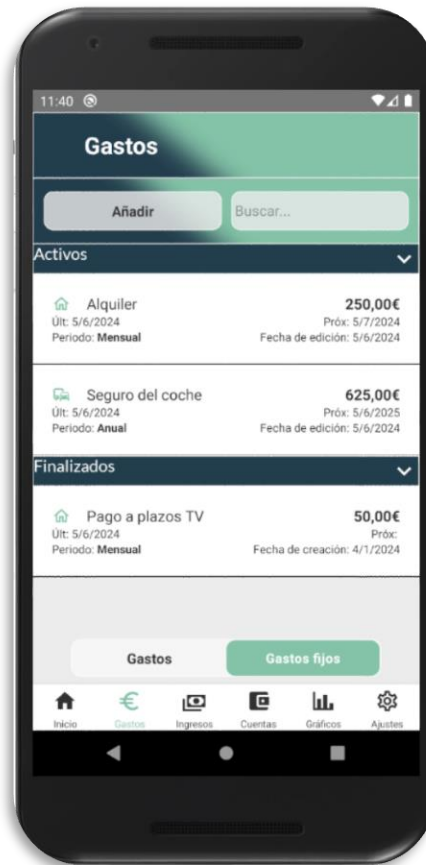 11:40
Gastos
Añadir
Buscar...
Activos
Alquiler 250,00€
Últ: 5/6/2024 Próx: 5/7/2024
Periodo: Mensual Fecha de edición: 5/6/2024
Seguro del coche 625,00€
Últ: 5/6/2024 Próx: 5/6/2025
Periodo: Anual Fecha de edición: 5/6/2024
Finalizados
Pago a plazos TV 50,00€
Últ: 5/6/2024 Próx:
Periodo: Mensual Fecha de creación: 4/1/2024
Gastos Gastos fijos
Inicio Gastos Ingresos Cuentas Gráficos Ajustes